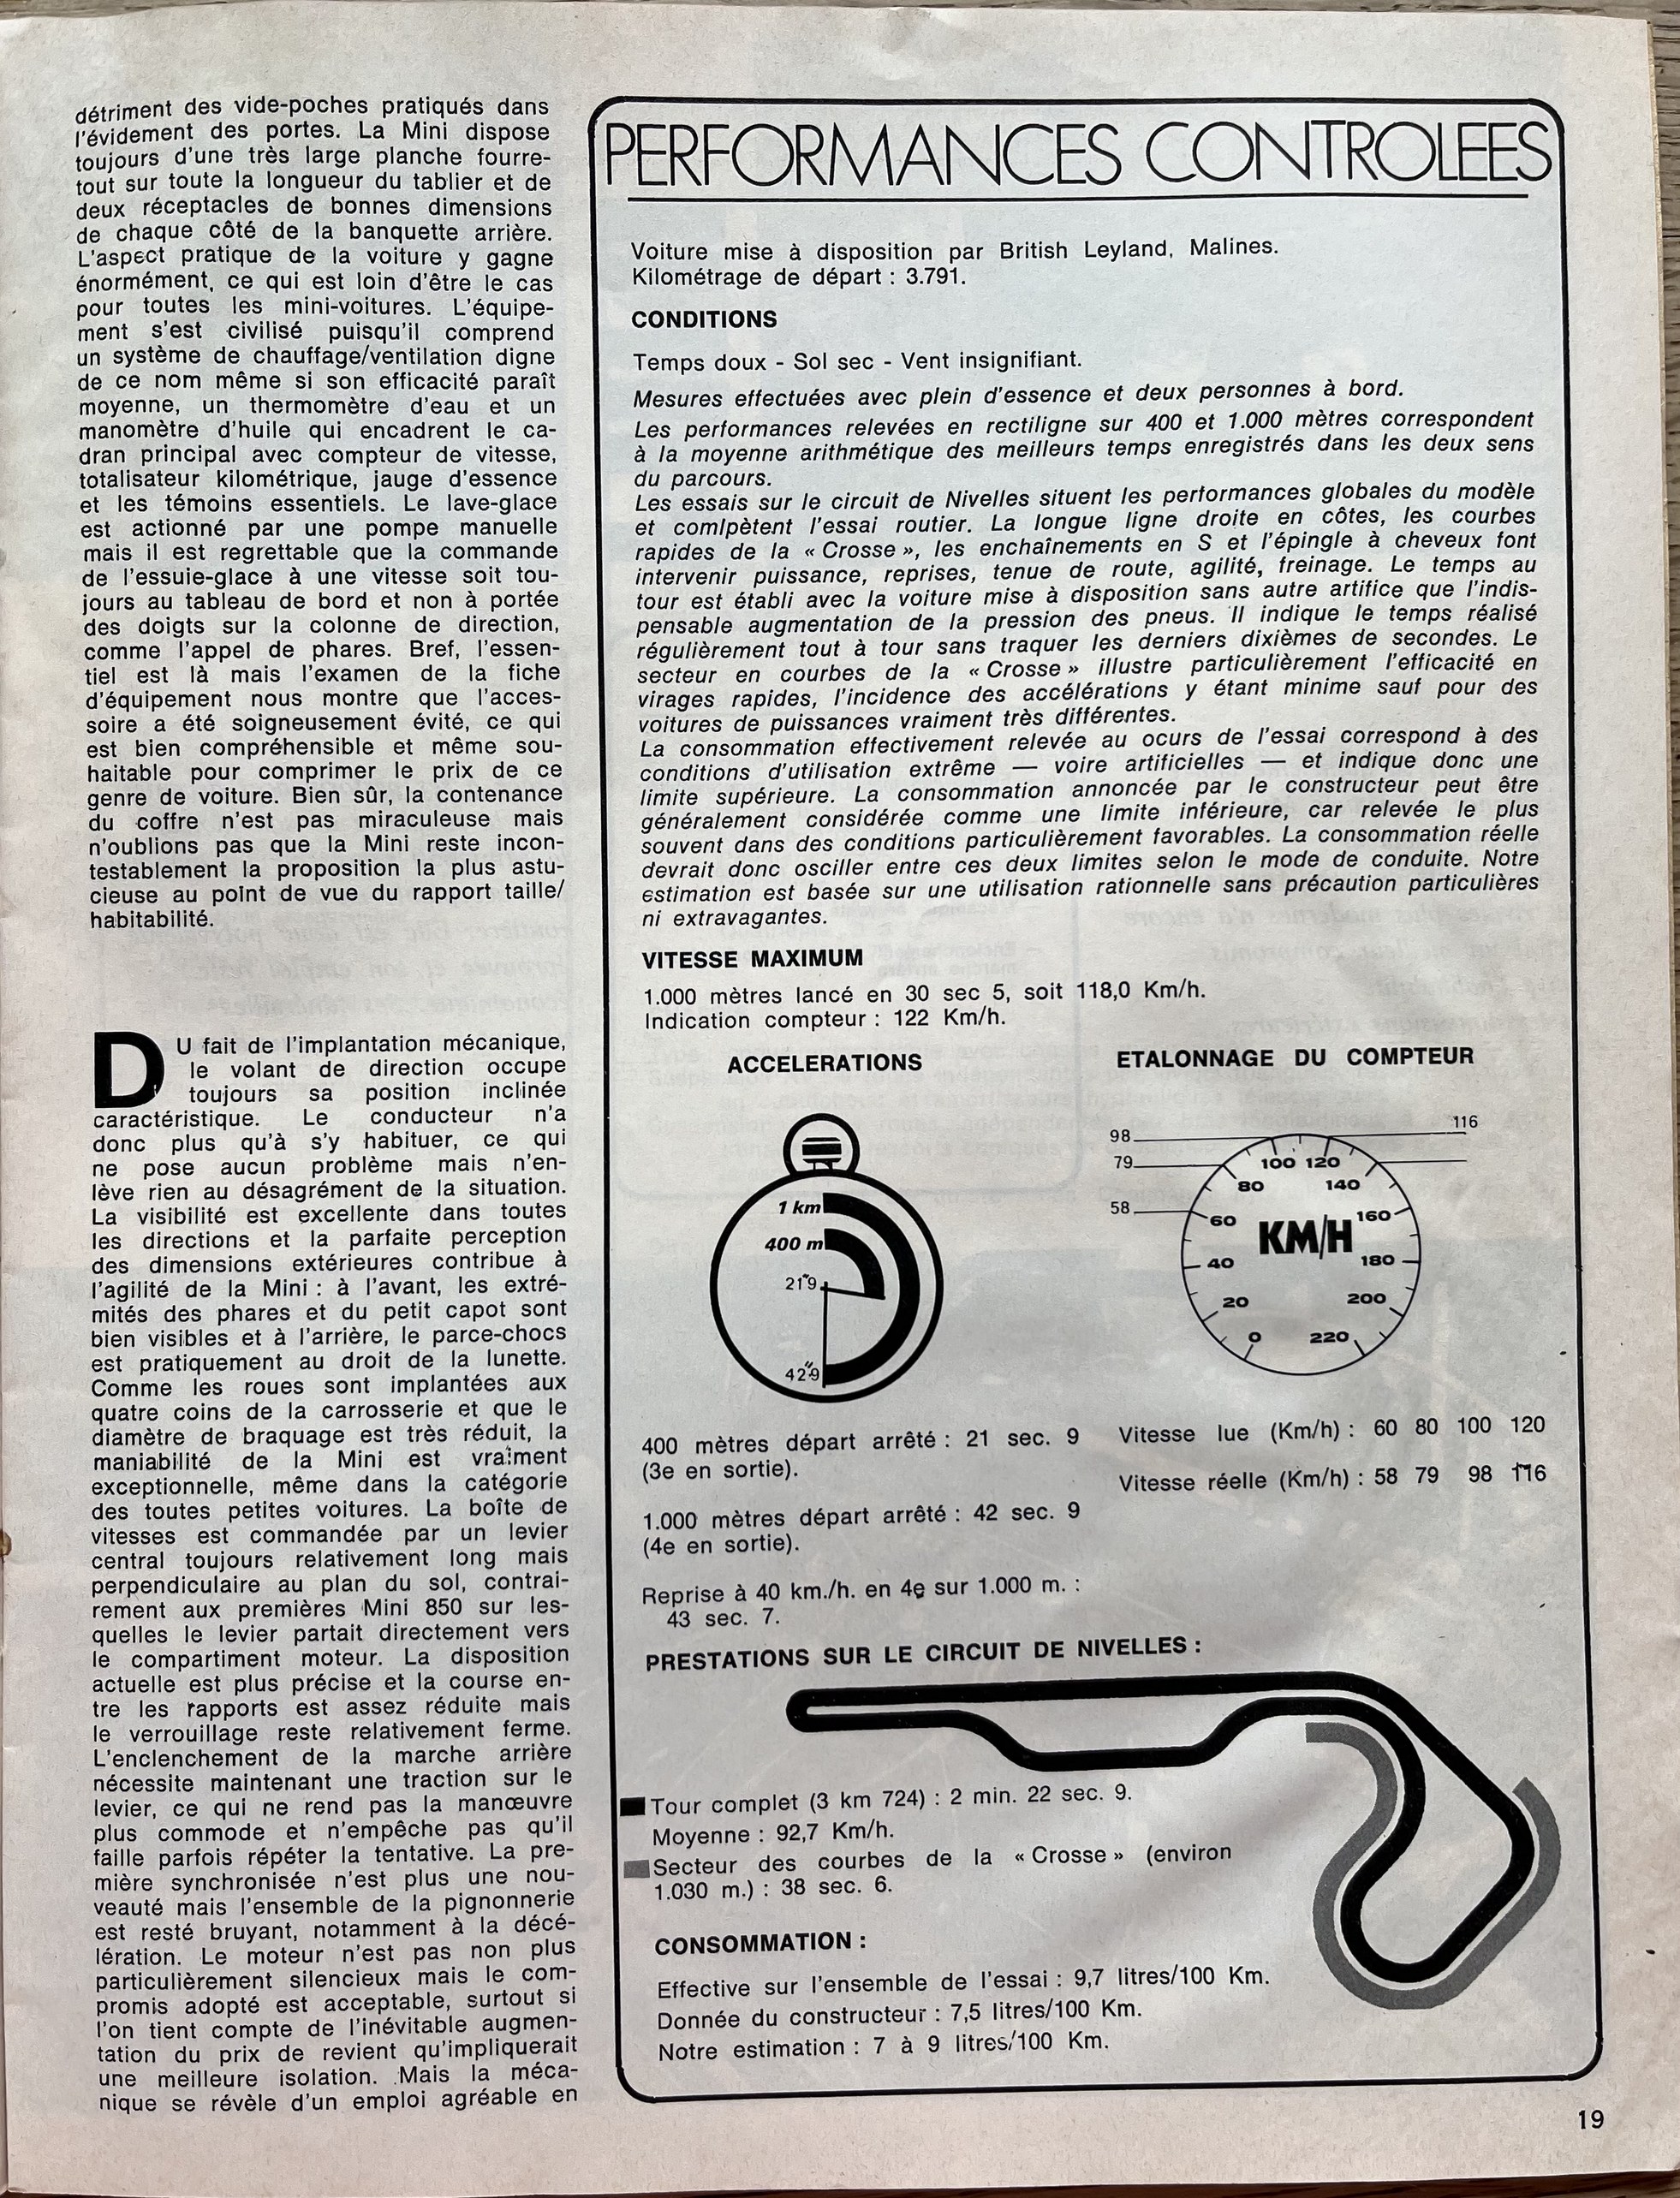 détriment des vide-poches pratiqués dans
l'évidement des portes. La Mini dispose
toujours d'une très large planche fourre-
tout sur toute la longueur du tablier et de
deux réceptacles de bonnes dimensions
de chaque côté de la banquette arrière.
L'aspect pratique de la voiture y gagne
énormément, ce qui est loin d'être le cas
pour toutes les mini-voitures. L'équipe-
ment s'est civilisé puisqu'il comprend
un système de chauffage/ventilation digne
de ce nom même si son efficacité paraît
moyenne, un thermomètre d'eau et un
manomètre d'huile qui encadrent le ca-
dran principal avec compteur de vitesse,
totalisateur kilométrique, jauge d'essence
et les témoins essentiels. Le lave-glace
est actionné par une pompe manuelle
mais il est regrettable que la commande
de l'essuie-glace à une vitesse soit tou-
jours au tableau de bord et non à portée
des doigts sur la colonne de direction,
comme l'appel de phares. Bref, l'essen-
tiel est là mais l'examen de la fiche
d'équipement nous montre que l'acces-
soire a été soigneusement évité, ce qui
est bien compréhensible et même sou-
haitable pour comprimer le prix de ce
genre de voiture. Bien sûr, la contenance
du coffre n'est pas miraculeuse mais
n'oublions pas que la Mini reste incon-
testablement la proposition la plus astu-
cieuse au point de vue du rapport taille/
habitabilité.
DU fait de l'implantation mécanique,
le volant de direction occupe
toujours sa position inclinée
caractéristique. Le conducteur n'a
donc plus qu'à s'y habituer, ce qui
ne pose aucun problème mais n'en-
lève rien au désagrément de la situation.
La visibilité est excellente dans toutes
les directions et la parfaite perception
des dimensions extérieures contribue à
l'agilité de la Mini : à l'avant, les extré-
mités des phares et du petit capot sont
bien visibles et à l'arrière, le parce-chocs
est pratiquement au droit de la lunette.
Comme les roues sont implantées aux
quatre coins de la carrosserie et que le
diamètre de braquage est très réduit, la
maniabilité de la Mini est vraiment
exceptionnelle, même dans la catégorie
des toutes petites voitures. La boîte de
vitesses est commandée par un levier
central toujours relativement long mais
perpendiculaire au plan du sol, contrai-
rement aux premières Mini 850 sur les-
quelles le levier partait directement vers
le compartiment moteur. La disposition
actuelle est plus précise et la course en-
tre les rapports est assez réduite mais
le verrouillage reste relativement ferme.
L'enclenchement de la marche arrière
nécessite maintenant une traction sur le
levier, ce qui ne rend pas la manœuvre
plus commode et n'empêche pas qu'il
faille parfois répéter la tentative. La pre-
mière synchronisée n'est plus une nou-
veauté mais l'ensemble de la pignonnerie
est resté bruyant, notamment à la décé-
lération. Le moteur n'est pas non plus
particulièrement silencieux mais le com-
promis adopté est acceptable, surtout si
l'on tient compte de l'inévitable augmen-
tation du prix de revient qu'impliquerait
une meilleure isolation. Mais la méca-
nique se révèle d'un emploi agréable en
PERFORMANCES CONTROLEES
Voiture mise à disposition par British Leyland, Malines.
Kilométrage de départ : 3.791.
CONDITIONS
Temps doux - Sol sec - Vent insignifiant.
Mesures effectuées avec plein d'essence et deux personnes à bord.
Les performances relevées en rectiligne sur 400 et 1.000 mètres correspondent
à la moyenne arithmétique des meilleurs temps enregistrés dans les deux sens
du parcours.
Les essais sur le circuit de Nivelles situent les performances globales du modèle
et comlpètent l'essai routier. La longue ligne droite en côtes, les courbes
rapides de la « Crosse », les enchaînements en S et l'épingle à cheveux font
intervenir puissance, reprises, tenue de route, agilité, freinage. Le temps au
tour est établi avec la voiture mise à disposition sans autre artifice que l'indis-
pensable augmentation de la pression des pneus. Il indique le temps réalisé
régulièrement tout à tour sans traquer les derniers dixièmes de secondes. Le
secteur en courbes de la « Crosse » illustre particulièrement l'efficacité en
virages rapides, l'incidence des accélérations y étant minime sauf pour des
voitures de puissances vraiment très différentes.
La consommation effectivement relevée au ocurs de l'essai correspond à des
conditions d'utilisation extrême — voire artificielles — et indique donc une
limite supérieure. La consommation annoncée par le constructeur peut être
généralement considérée comme une limite inférieure, car relevée le plus
souvent dans des conditions particulièrement favorables. La consommation réelle
devrait donc osciller entre ces deux limites selon le mode de conduite. Notre
estimation est basée sur une utilisation rationnelle sans précaution particulières
ni extravagantes.
VITESSE MAXIMUM
1.000 mètres lancé en 30 sec 5, soit 118,0 Km/h.
Indication compteur : 122 Km/h.
ACCELERATIONS
1 km
400 m
21"9
42"9
400 mètres départ arrêté : 21 sec. 9
(3e en sortie).
1.000 mètres départ arrêté : 42 sec. 9
(4e en sortie).
Reprise à 40 km./h. en 4e sur 1.000 m. :
43 sec. 7.
ETALONNAGE DU COMPTEUR
98 116
79
58
100 120
80 140
60 KM/H 160
40 180
20 200
0 220
Vitesse lue (Km/h) : 60 80 100 120
Vitesse réelle (Km/h) : 58 79 98 116
PRESTATIONS SUR LE CIRCUIT DE NIVELLES :
Tour complet (3 km 724) : 2 min. 22 sec. 9.
Moyenne : 92,7 Km/h.
Secteur des courbes de la « Crosse » (environ
1.030 m.) : 38 sec. 6.
CONSOMMATION :
Effective sur l'ensemble de l'essai : 9,7 litres/100 Km.
Donnée du constructeur : 7,5 litres/100 Km.
Notre estimation : 7 à 9 litres/100 Km.
19